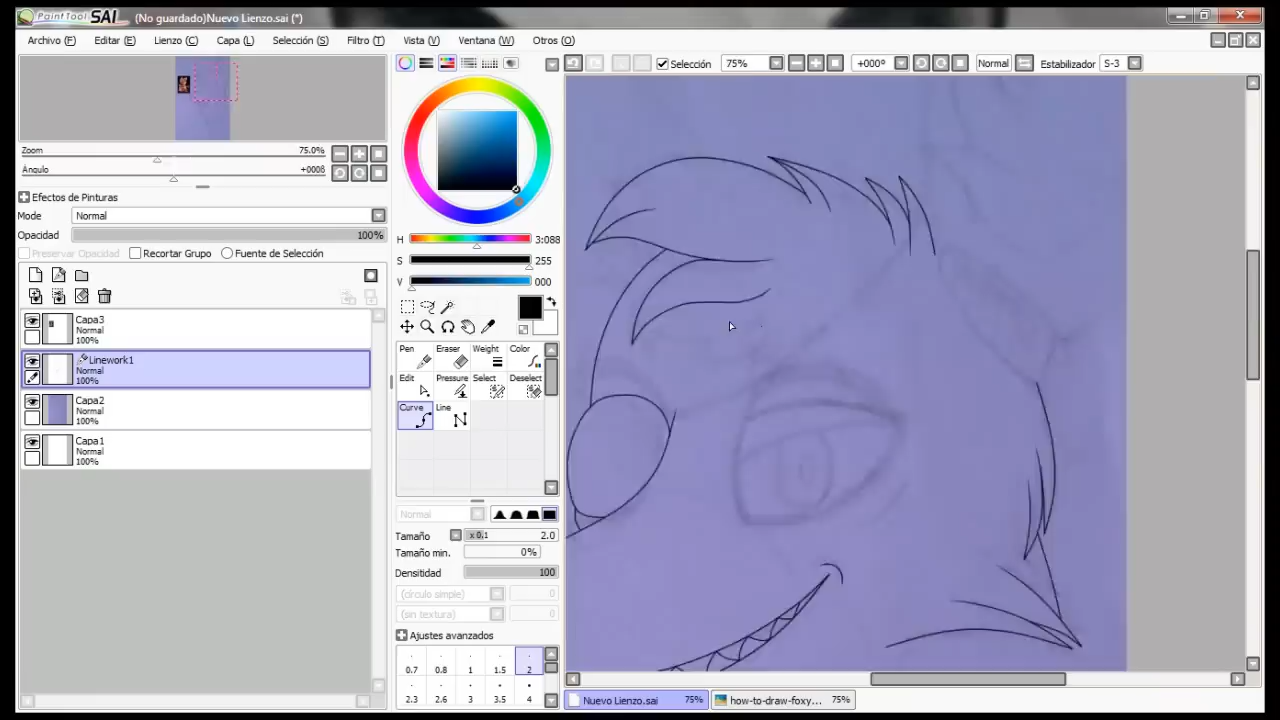 PaintTool SAI (No guardado)Nuevo Lienzo.sai (*)
Archivo (F) Editar (E) Lienzo (C) Capa (L) Selección (S) Filtro (T) Vista (V) Ventana (W) Otros (O)
Selección 75% +000º Normal Estabilizador S-3
Zoom 75.0%
Ángulo +000º
Efectos de Pinturas
Mode Normal
Opacidad 100%
Preservar Opacidad Recortar Grupo Fuente de Selección
Capa3
Normal
100%
Linework1
Normal
100%
Capa2
Normal
100%
Capa1
Normal
100%
H 3:088
S 255
V 000
Pen Eraser Weight Color
Edit Pressure Select Deselect
Curve Line
Normal
Tamaño x 0.1 2.0
Tamaño min. 0%
Densitidad 100
(círculo simple) 0
(sin textura) 0
Ajustes avanzados
0.7 0.8 1 1.5 2
2.3 2.6 3 3.5 4
Nuevo Lienzo.sai 75% how-to-draw-foxy... 75%